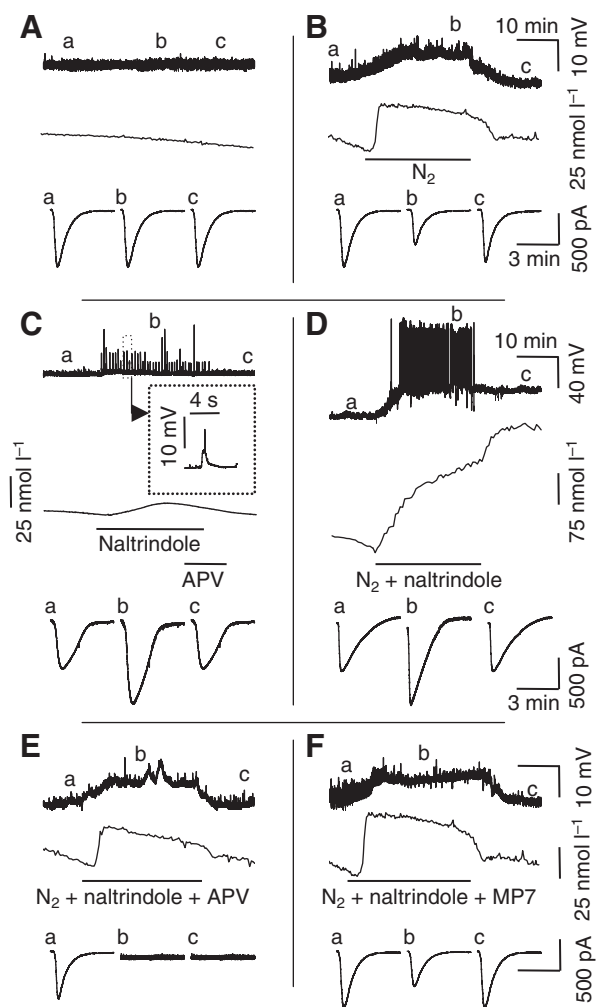 A
a b c
a b c
B
a b c
10 min
10 mV
25 nmol l⁻¹
N₂
a b c
3 min
500 pA
C
a b c
4 s
10 mV
25 nmol l⁻¹
Naltrindole
APV
a b c
D
a b c
10 min
40 mV
75 nmol l⁻¹
N₂ + naltrindole
a b c
3 min
500 pA
E
a b c
N₂ + naltrindole + APV
a b c
F
a b c
10 mV
25 nmol l⁻¹
N₂ + naltrindole + MP7
a b c
500 pA